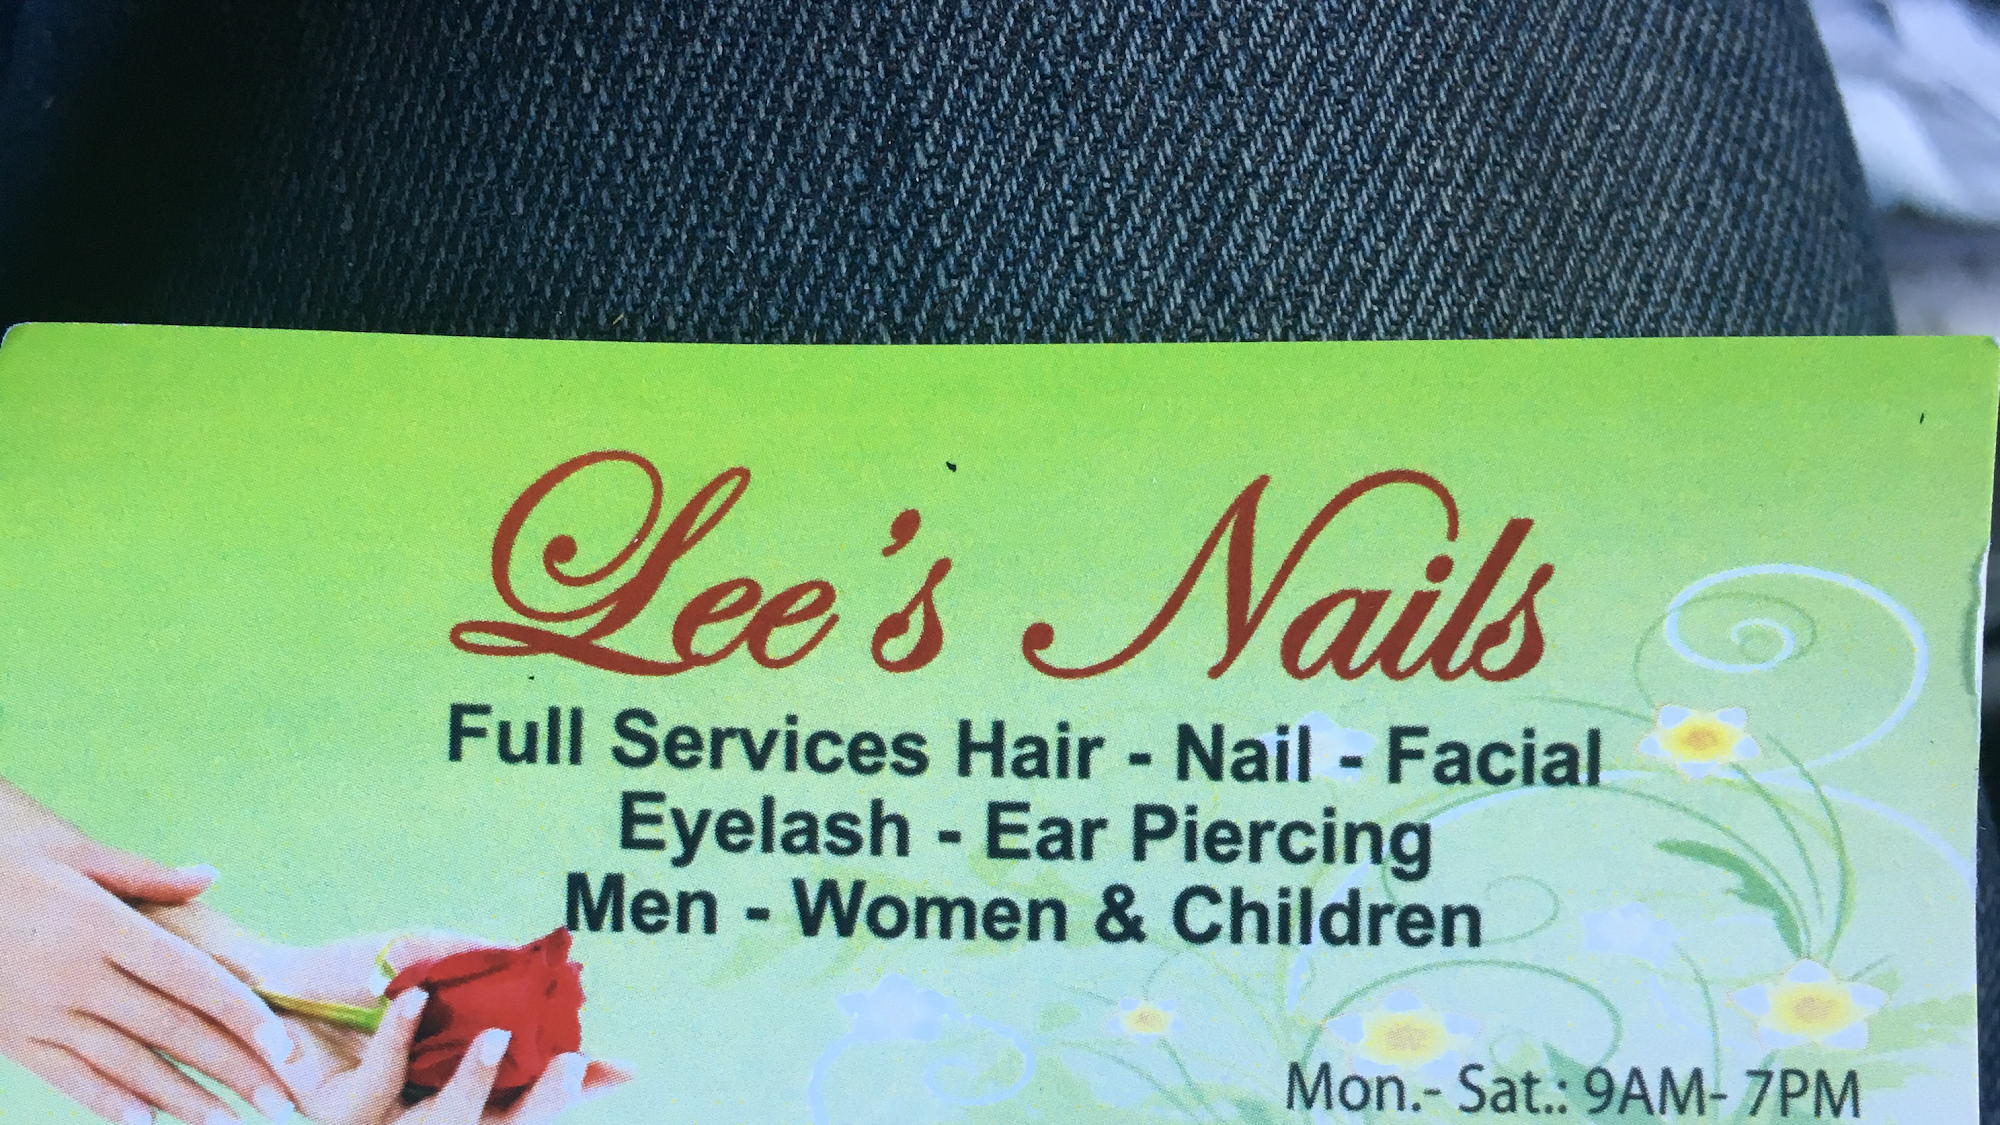 Lee's Nails
Full Services Hair - Nail - Facial
Eyelash - Ear Piercing
Men - Women & Children
Mon.- Sat.: 9AM- 7PM